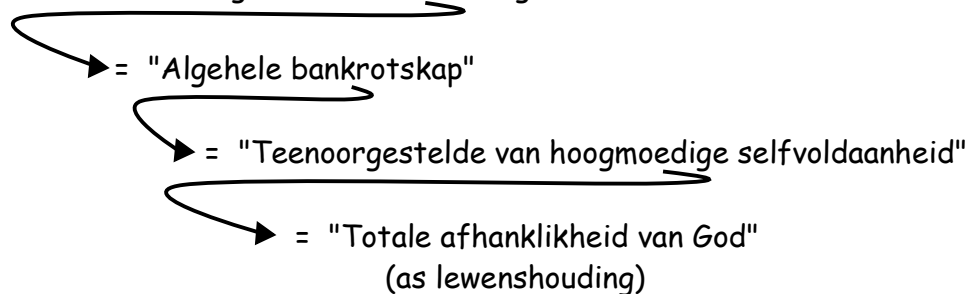 = "Algehele bankrotskap"
= "Teenoorgestelde van hoogmoedige selfvoldaanheid"
= "Totale afhanklikheid van God"
(as lewenshouding)